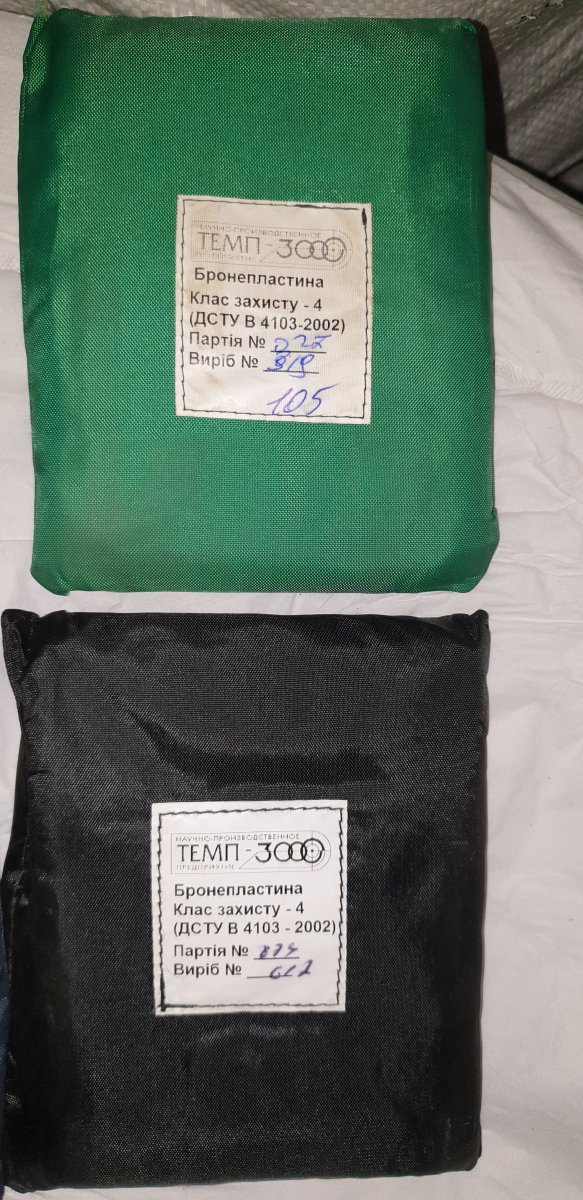 НАУЧНО-ПРОИЗВОДСТВЕННОЕ
ТЕМП-3000
ПРЕДПРИЯТИЕ
Бронепластина
Клас захисту - 4
(ДСТУ В 4103-2002)
Партія №
Виріб № 319
105
НАУЧНО-ПРОИЗВОДСТВЕННОЕ
ТЕМП-3000
ПРЕДПРИЯТИЕ
Бронепластина
Клас захисту - 4
(ДСТУ В 4103 - 2002)
Партія №
Виріб №